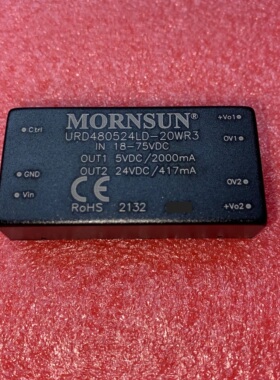 MORNSUN®
URD480524LD-20WR3
IN 18-75VDC
OUT1 5VDC/2000mA
OUT2 24VDC/417mA
CE
RoHS 2132
Ctrl
GND
Vin
+Vo1
0V1
0V2
+Vo2